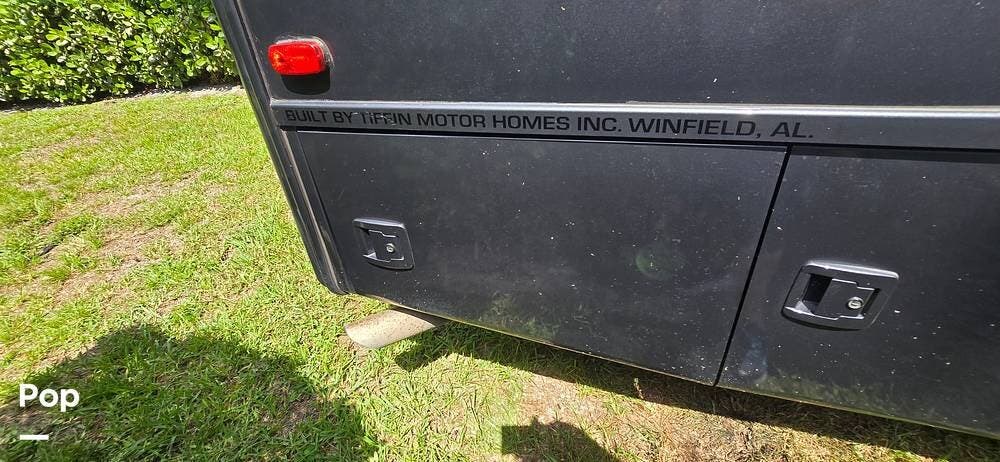 BUILT BY TIFFIN MOTOR HOMES INC. WINFIELD, AL.
Pop